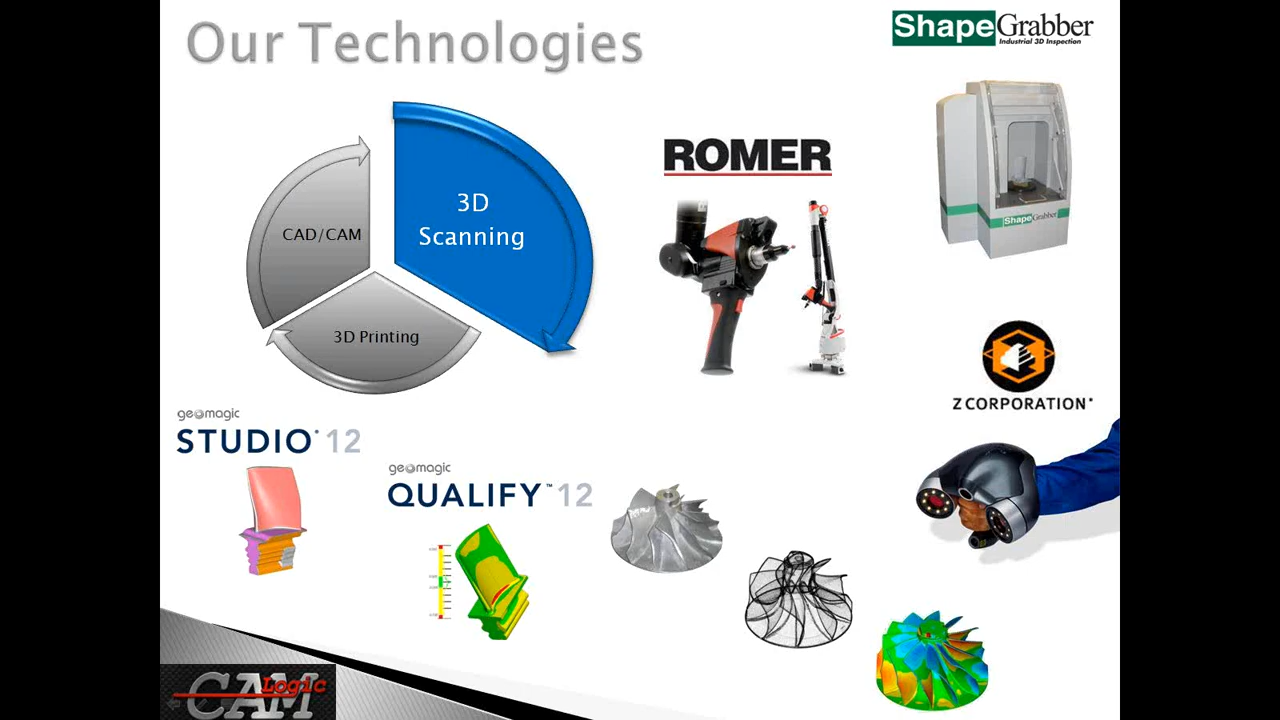 Our Technologies
ShapeGrabber
Industrial 3D Inspection
3D
Scanning
CAD/CAM
3D Printing
ROMER
ShapeGrabber
Z CORPORATION
geomagic
STUDIO 12
geomagic
QUALIFY™ 12
CAM Logic